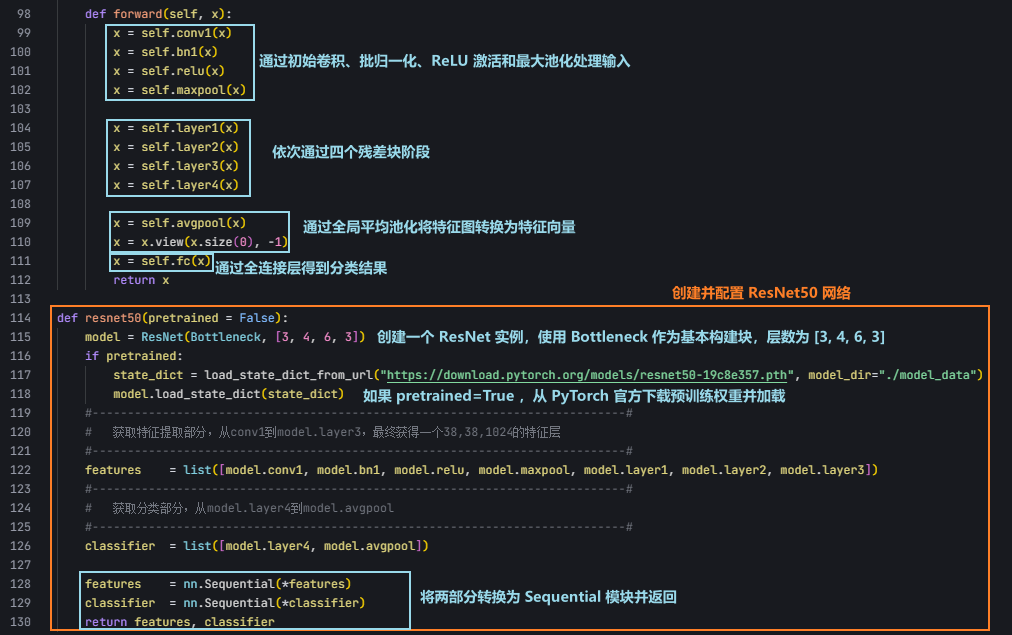 98 def forward(self, x):
99 x = self.conv1(x)
100 x = self.bn1(x)
通过初始卷积、批归一化、ReLU 激活和最大池化处理输入
101 x = self.relu(x)
102 x = self.maxpool(x)
103
104 x = self.layer1(x)
105 x = self.layer2(x)
依次通过四个残差块阶段
106 x = self.layer3(x)
107 x = self.layer4(x)
108
109 x = self.avgpool(x) 通过全局平均池化将特征图转换为特征向量
110 x = x.view(x.size(0), -1)
111 x = self.fc(x) 通过全连接层得到分类结果
112 return x
113 创建并配置 ResNet50 网络
114 def resnet50(pretrained = False):
115 model = ResNet(Bottleneck, [3, 4, 6, 3]) 创建一个 ResNet 实例，使用 Bottleneck 作为基本构建块，层数为 [3, 4, 6, 3]
116 if pretrained:
117 state_dict = load_state_dict_from_url("https://download.pytorch.org/models/resnet50-19c8e357.pth", model_dir="./model_data")
118 model.load_state_dict(state_dict) 如果 pretrained=True ，从 PyTorch 官方下载预训练权重并加载
119 #----------------------------------------------------------------------------#
120 # 获取特征提取部分，从conv1到model.layer3，最终获得一个38,38,1024的特征层
121 #----------------------------------------------------------------------------#
122 features = list([model.conv1, model.bn1, model.relu, model.maxpool, model.layer1, model.layer2, model.layer3])
123 #----------------------------------------------------------------------------#
124 # 获取分类部分，从model.layer4到model.avgpool
125 #----------------------------------------------------------------------------#
126 classifier = list([model.layer4, model.avgpool])
127
128 features = nn.Sequential(*features)
129 classifier = nn.Sequential(*classifier) 将两部分转换为 Sequential 模块并返回
130 return features, classifier